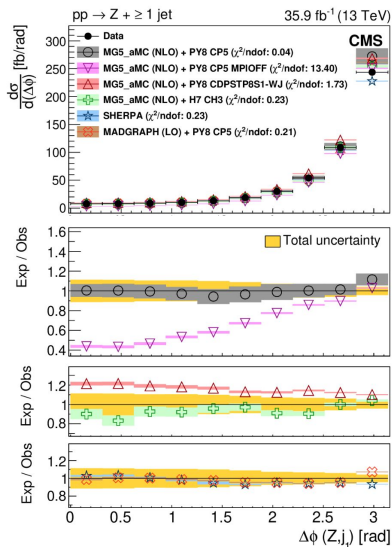 pp → Z + ≥ 1 jet 35.9 fb⁻¹ (13 TeV)
CMS
Data
MG5_aMC (NLO) + PY8 CP5 (χ²/ndof: 0.04)
MG5_aMC (NLO) + PY8 CP5 MPIOFF (χ²/ndof: 13.40)
MG5_aMC (NLO) + PY8 CDPSTP8S1-WJ (χ²/ndof: 1.73)
MG5_aMC (NLO) + H7 CH3 (χ²/ndof: 0.23)
SHERPA (χ²/ndof: 0.23)
MADGRAPH (LO) + PY8 CP5 (χ²/ndof: 0.21)
dσ/d(Δφ) [fb/rad]
300
250
200
150
100
50
0
Exp / Obs
1.6
1.4
1.2
1
0.8
0.6
0.4
Total uncertainty
Exp / Obs
1.2
1
0.8
Exp / Obs
1.2
1
0.8
0 0.5 1 1.5 2 2.5 3
Δφ (Z,j₁) [rad]